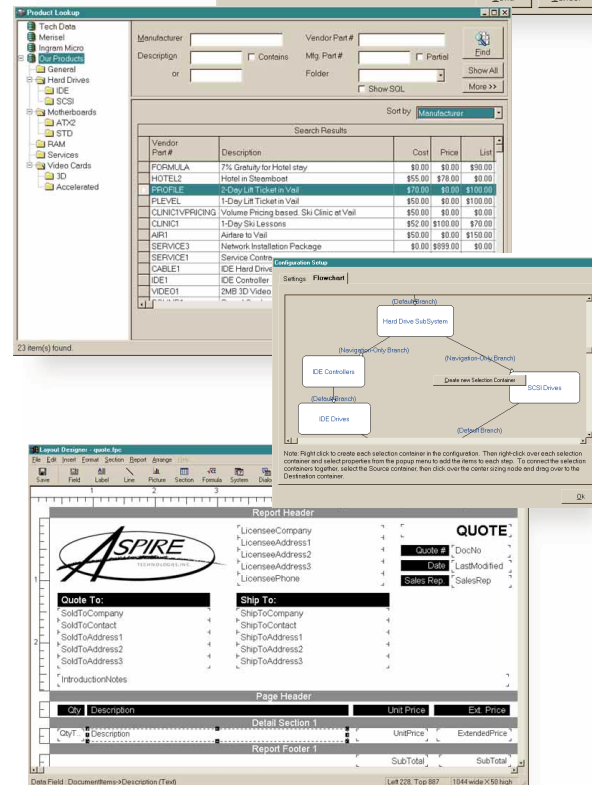 Product Lookup
Tech Data
Merisel
Ingram Micro
Our Products
General
Hard Drives
IDE
SCSI
Motherboards
ATX2
STD
RAM
Services
Video Cards
3D
Accelerated
Manufacturer
Vendor Part #
Find
Description
Contains
Mfg. Part #
Partial
or
Folder
Show All
Show SQL
More >>
Sort by Manufacturer
Search Results
Vendor Part # Description Cost Price List
FORMULA 7% Gratuity for Hotel stay $0.00 $0.00 $90.00
HOTEL2 Hotel in Steamboat $55.00 $78.00 $0.00
PROFILE 2-Day Lift Ticket in Vail $70.00 $0.00 $100.00
PLEVEL 1-Day Lift Ticket in Vail $50.00 $0.00 $100.00
CLINIC1VPRICING Volume Pricing based. Ski Clinic at Vail $50.00 $0.00 $0.00
CLINIC1 1-Day Ski Lessons $52.00 $100.00 $70.00
AIR1 Airfare to Vail $50.00 $0.00 $150.00
SERVICE3 Network Installation Package $0.00 $899.00 $0.00
SERVICE1 Service Contra
CABLE1 IDE Hard Drive
IDE1 IDE Controller
VIDEO1 2MB 3D Video
23 item(s) found.
Configuration Setup
Settings Flowchart
(Default Branch)
Hard Drive SubSystem
(Navigation-Only Branch)
(Navigation-Only Branch)
IDE Controllers
Create new Selection Container
SCSI Drives
(Default Branch)
IDE Drives
(Default Branch)
Note: Right click to create each selection container in the configuration. Then right-click over each selection
container and select properties from the popup menu to add the items to each step. To connect the selection
containers together, select the Source container, then click over the center sizing node and drag over to the
Destination container.
Ok
Layout Designer - quote.fpc
File Edit Insert Format Section Report Arrange
Save Field Label Line Picture Section Formula System Dialo
1 2 3
Report Header
ASPIRE
TECHNOLOGIES, INC.
LicenseeCompany
LicenseeAddress1
LicenseeAddress2
LicenseeAddress3
LicenseePhone
QUOTE
Quote # DocNo
Date LastModified
Sales Rep. SalesRep
1
Quote To: Ship To:
SoldToCompany ShipToCompany
SoldToContact ShipToContact
SoldToAddress1 ShipToAddress1
2
SoldToAddress2 ShipToAddress2
SoldToAddress3 ShipToAddress3
IntroductionNotes
Page Header
Qty Description Unit Price Ext. Price
Detail Section 1
QtyT... Description UnitPrice ExtendedPrice
Report Footer 1
SubTotal SubTotal
Data Field : DocumentItems->Description (Text) Left 228, Top 887 1044 wide X 50 high